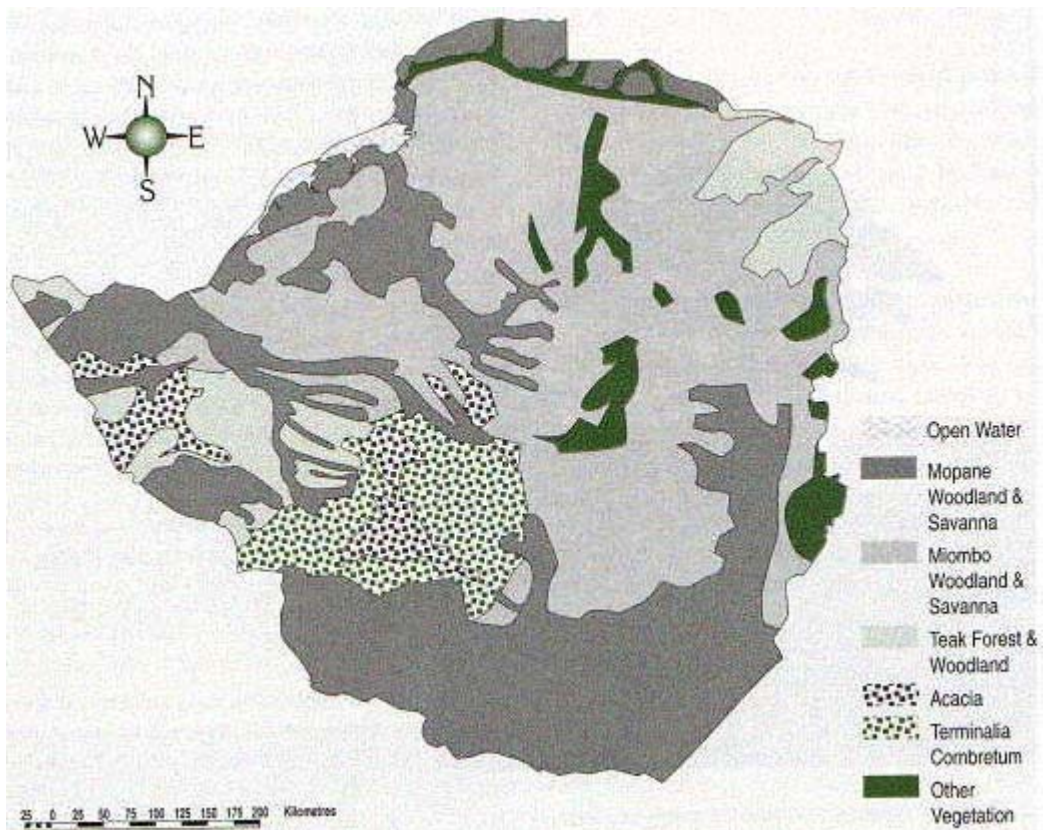 N
W E
S
Open Water
Mopane
Woodland &
Savanna
Miombo
Woodland &
Savanna
Teak Forest &
Woodland
Acacia
Terminalia
Combretum
Other
Vegetation
25 0 25 50 75 100 125 150 175 200 Kilometres